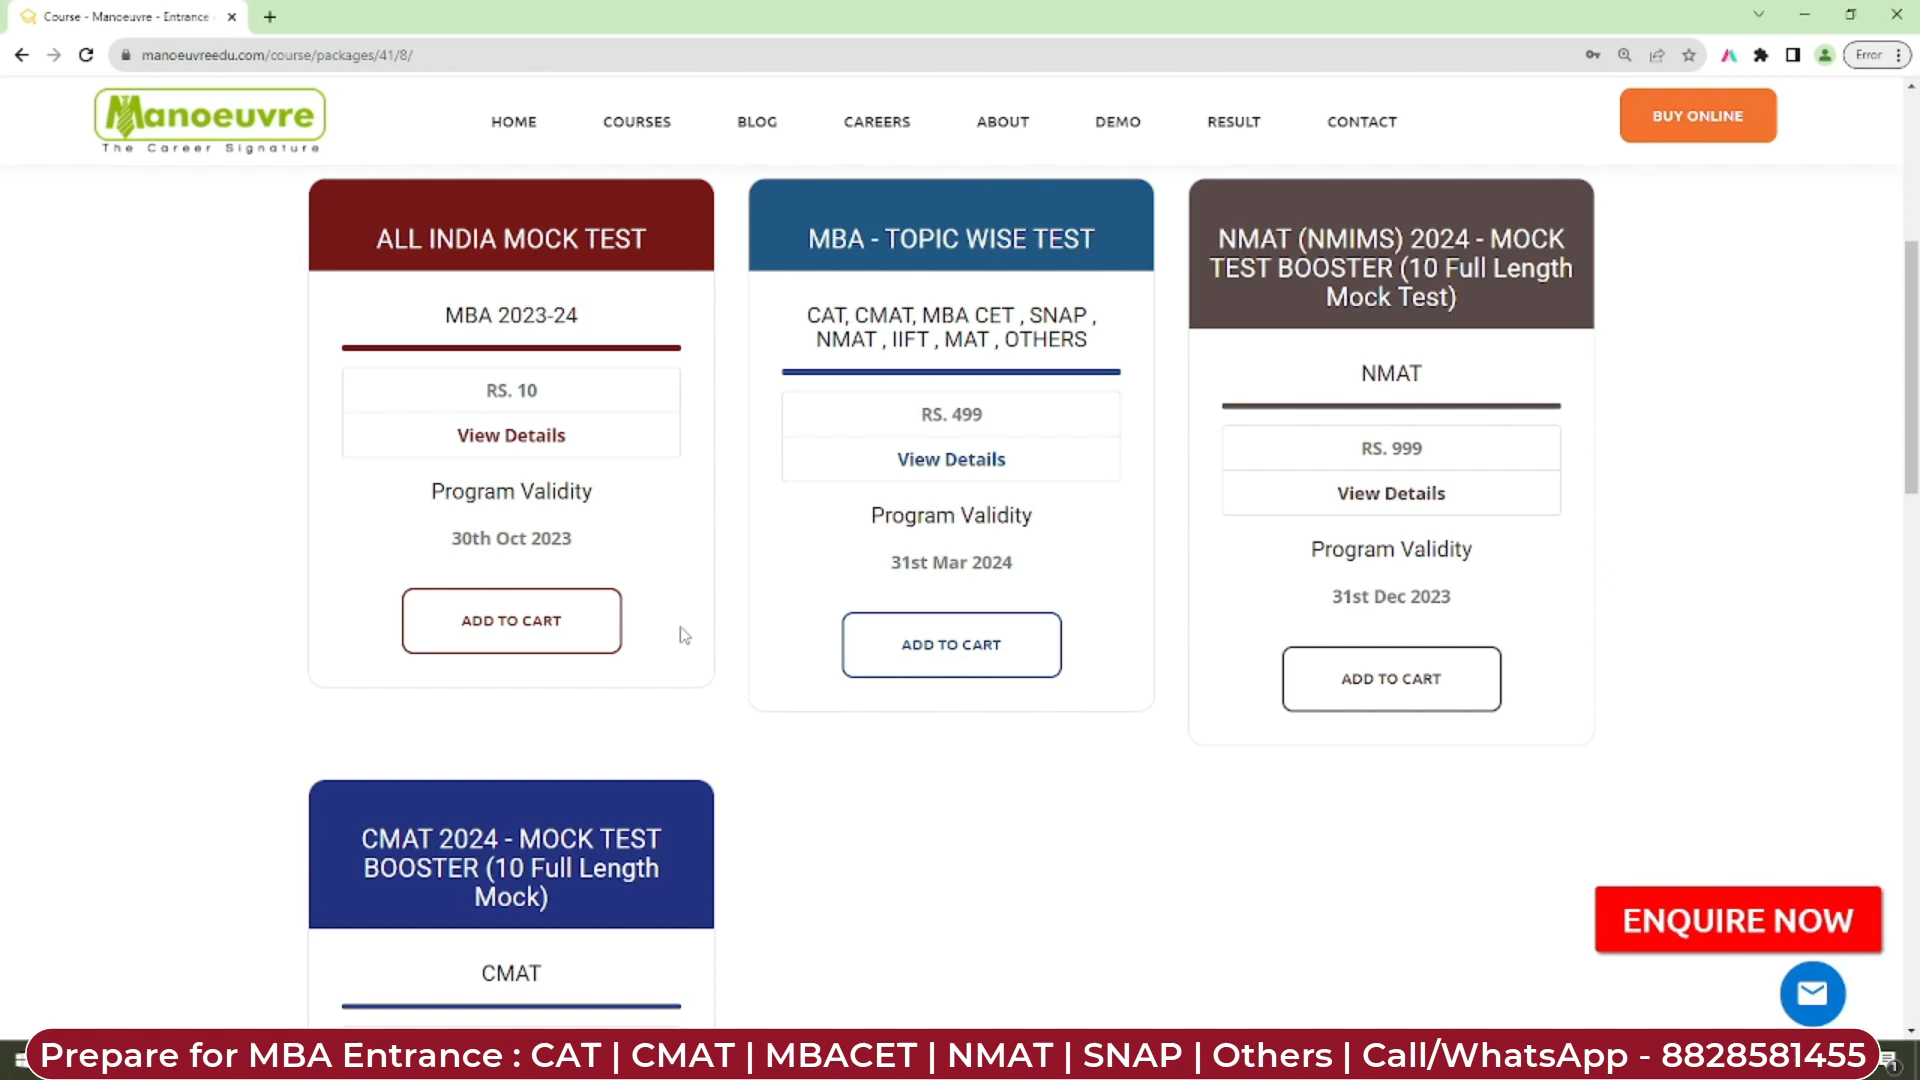 Course - Manoeuvre - Entrance
manoeuvreedu.com/course/packages/41/8/
Error
Manoeuvre
The Career Signature
HOME
COURSES
BLOG
CAREERS
ABOUT
DEMO
RESULT
CONTACT
BUY ONLINE
ALL INDIA MOCK TEST
MBA 2023-24
RS. 10
View Details
Program Validity
30th Oct 2023
ADD TO CART
MBA - TOPIC WISE TEST
CAT, CMAT, MBA CET , SNAP ,
NMAT , IIFT , MAT , OTHERS
RS. 499
View Details
Program Validity
31st Mar 2024
ADD TO CART
NMAT (NMIMS) 2024 - MOCK
TEST BOOSTER (10 Full Length
Mock Test)
NMAT
RS. 999
View Details
Program Validity
31st Dec 2023
ADD TO CART
CMAT 2024 - MOCK TEST
BOOSTER (10 Full Length
Mock)
CMAT
ENQUIRE NOW
Prepare for MBA Entrance : CAT | CMAT | MBACET | NMAT | SNAP | Others | Call/WhatsApp - 8828581455